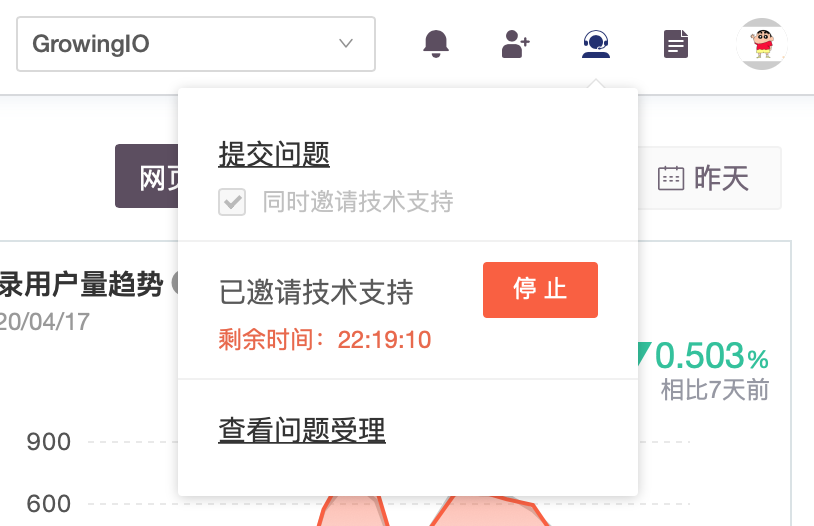 GrowingIO
提交问题
网页
昨天
同时邀请技术支持
录用户量趋势
已邀请技术支持
停 止
20/04/17
剩余时间：22:19:10
0.503%
相比7天前
查看问题受理
900
600